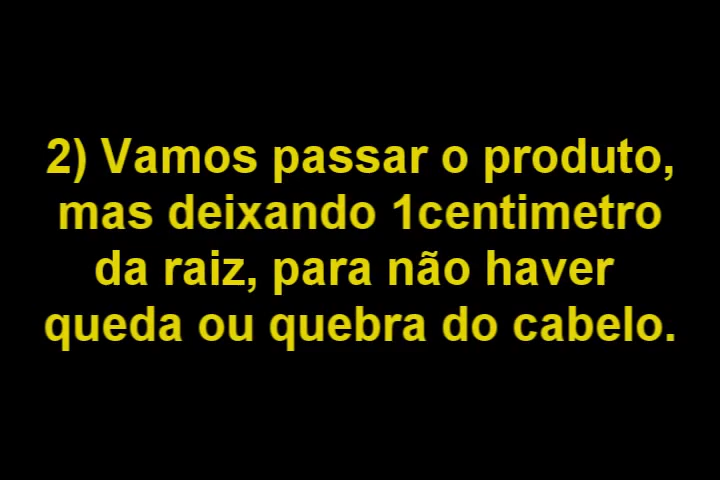 2) Vamos passar o produto,
mas deixando 1centimetro
da raiz, para não haver
queda ou quebra do cabelo.